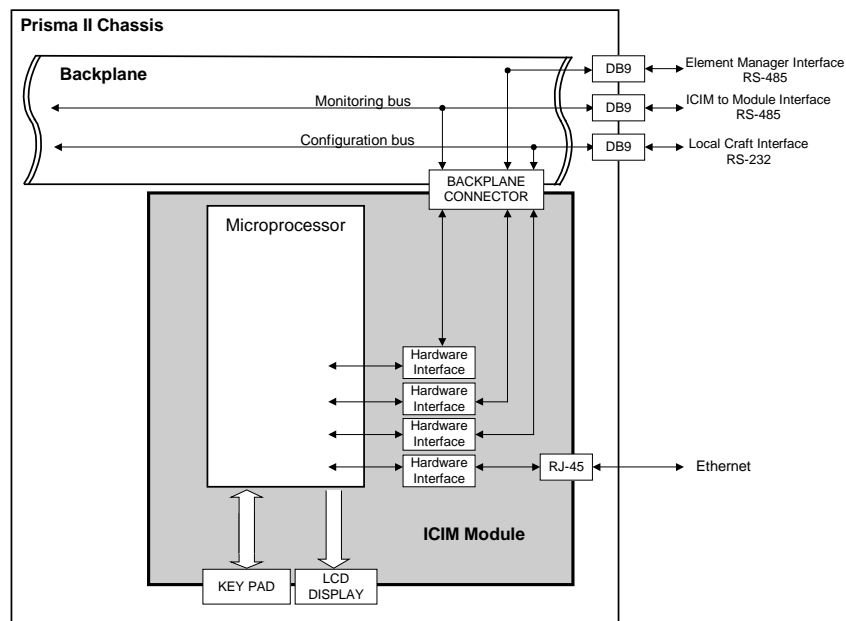 Prisma II Chassis
Backplane
DB9
Element Manager Interface
RS-485
Monitoring bus
DB9
ICIM to Module Interface
RS-485
Configuration bus
DB9
Local Craft Interface
RS-232
BACKPLANE
CONNECTOR
Microprocessor
Hardware
Interface
Hardware
Interface
Hardware
Interface
Hardware
Interface
RJ-45
Ethernet
ICIM Module
KEY PAD
LCD
DISPLAY